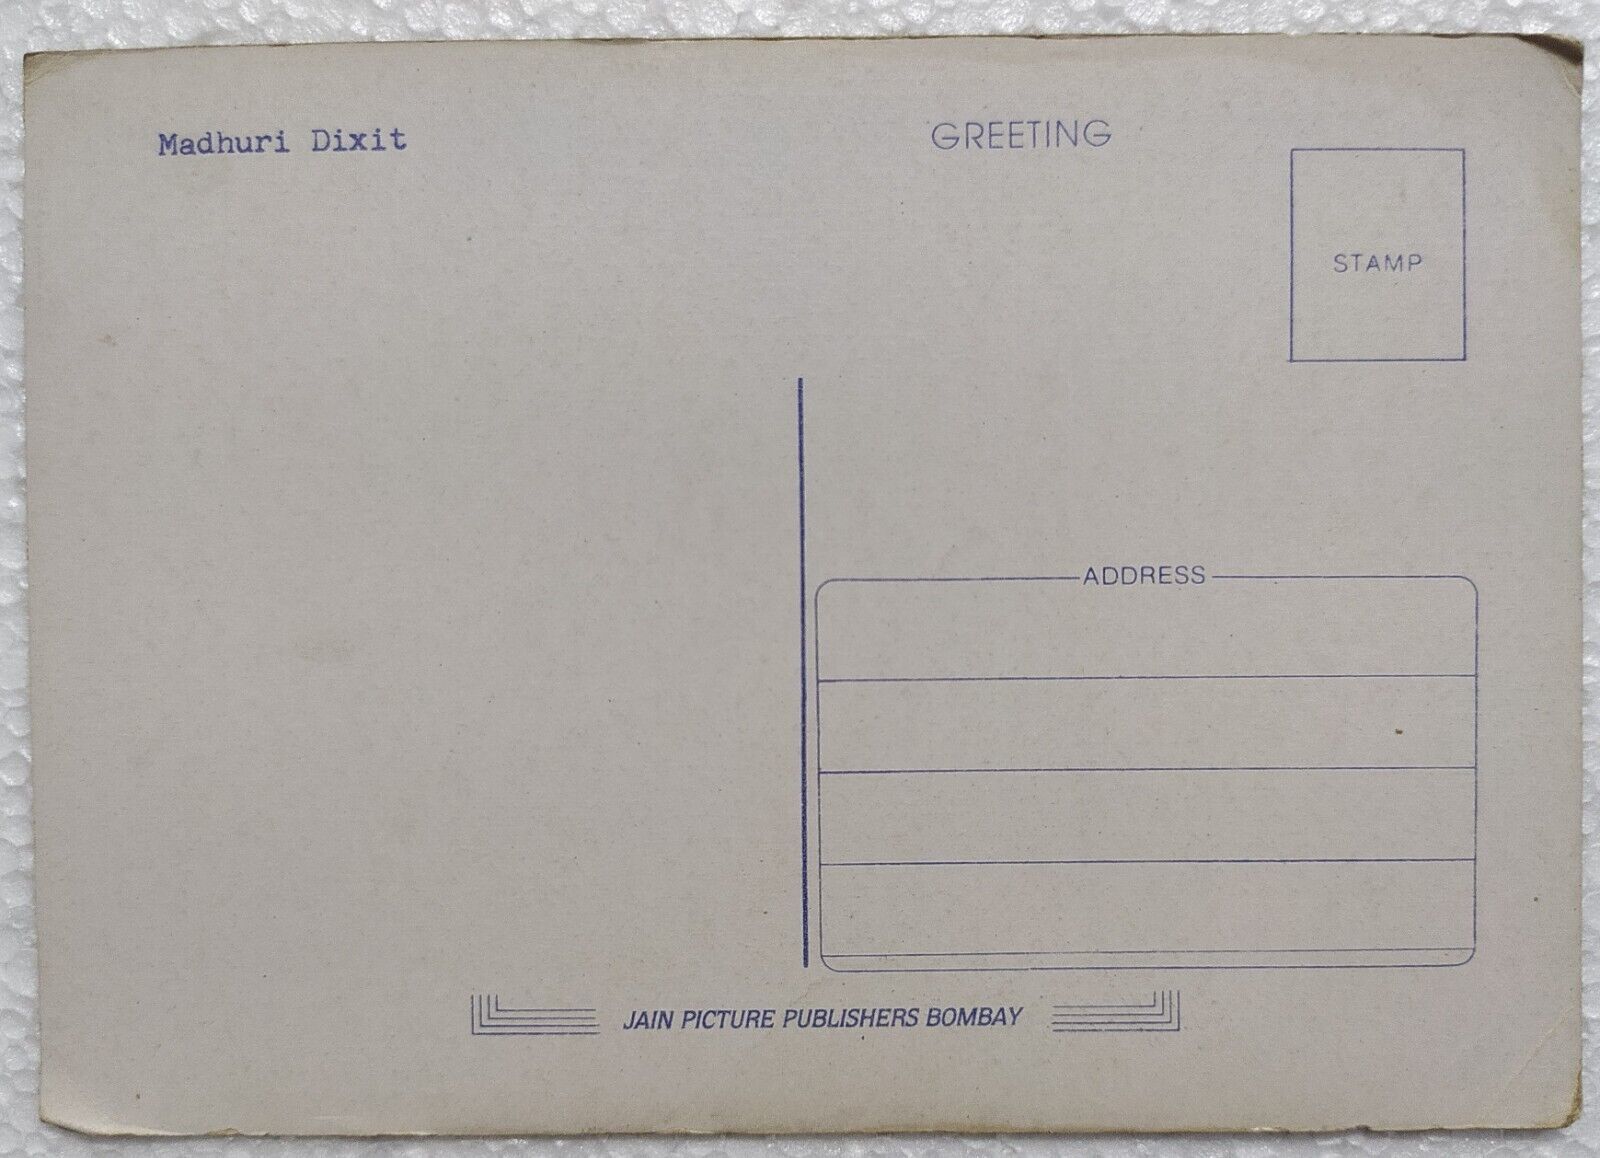 Madhuri Dixit
GREETING
STAMP
ADDRESS
JAIN PICTURE PUBLISHERS BOMBAY